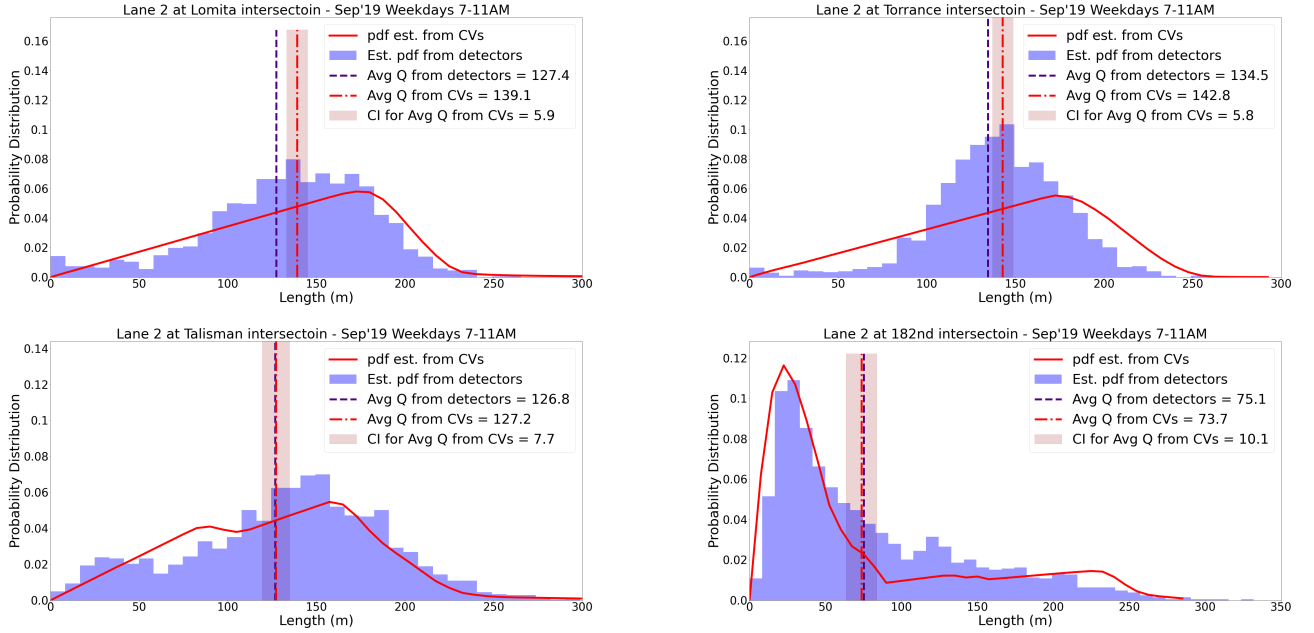 Lane 2 at Lomita intersectoin - Sep'19 Weekdays 7-11AM
Probability Distribution
0.16
0.14
0.12
0.1
0.08
0.06
0.04
0.02
0.0
pdf est. from CVs
Est. pdf from detectors
Avg Q from detectors = 127.4
Avg Q from CVs = 139.1
CI for Avg Q from CVs = 5.9
0 50 100 150 200 250 300
Length (m)
Lane 2 at Torrance intersectoin - Sep'19 Weekdays 7-11AM
Probability Distribution
0.16
0.14
0.12
0.1
0.08
0.06
0.04
0.02
0.0
pdf est. from CVs
Est. pdf from detectors
Avg Q from detectors = 134.5
Avg Q from CVs = 142.8
CI for Avg Q from CVs = 5.8
0 50 100 150 200 250 300
Length (m)
Lane 2 at Talisman intersectoin - Sep'19 Weekdays 7-11AM
Probability Distribution
0.14
0.12
0.1
0.08
0.06
0.04
0.02
0.0
pdf est. from CVs
Est. pdf from detectors
Avg Q from detectors = 126.8
Avg Q from CVs = 127.2
CI for Avg Q from CVs = 7.7
0 50 100 150 200 250 300
Length (m)
Lane 2 at 182nd intersectoin - Sep'19 Weekdays 7-11AM
Probability Distribution
0.12
0.1
0.08
0.06
0.04
0.02
0.0
pdf est. from CVs
Est. pdf from detectors
Avg Q from detectors = 75.1
Avg Q from CVs = 73.7
CI for Avg Q from CVs = 10.1
0 50 100 150 200 250 300 350
Length (m)